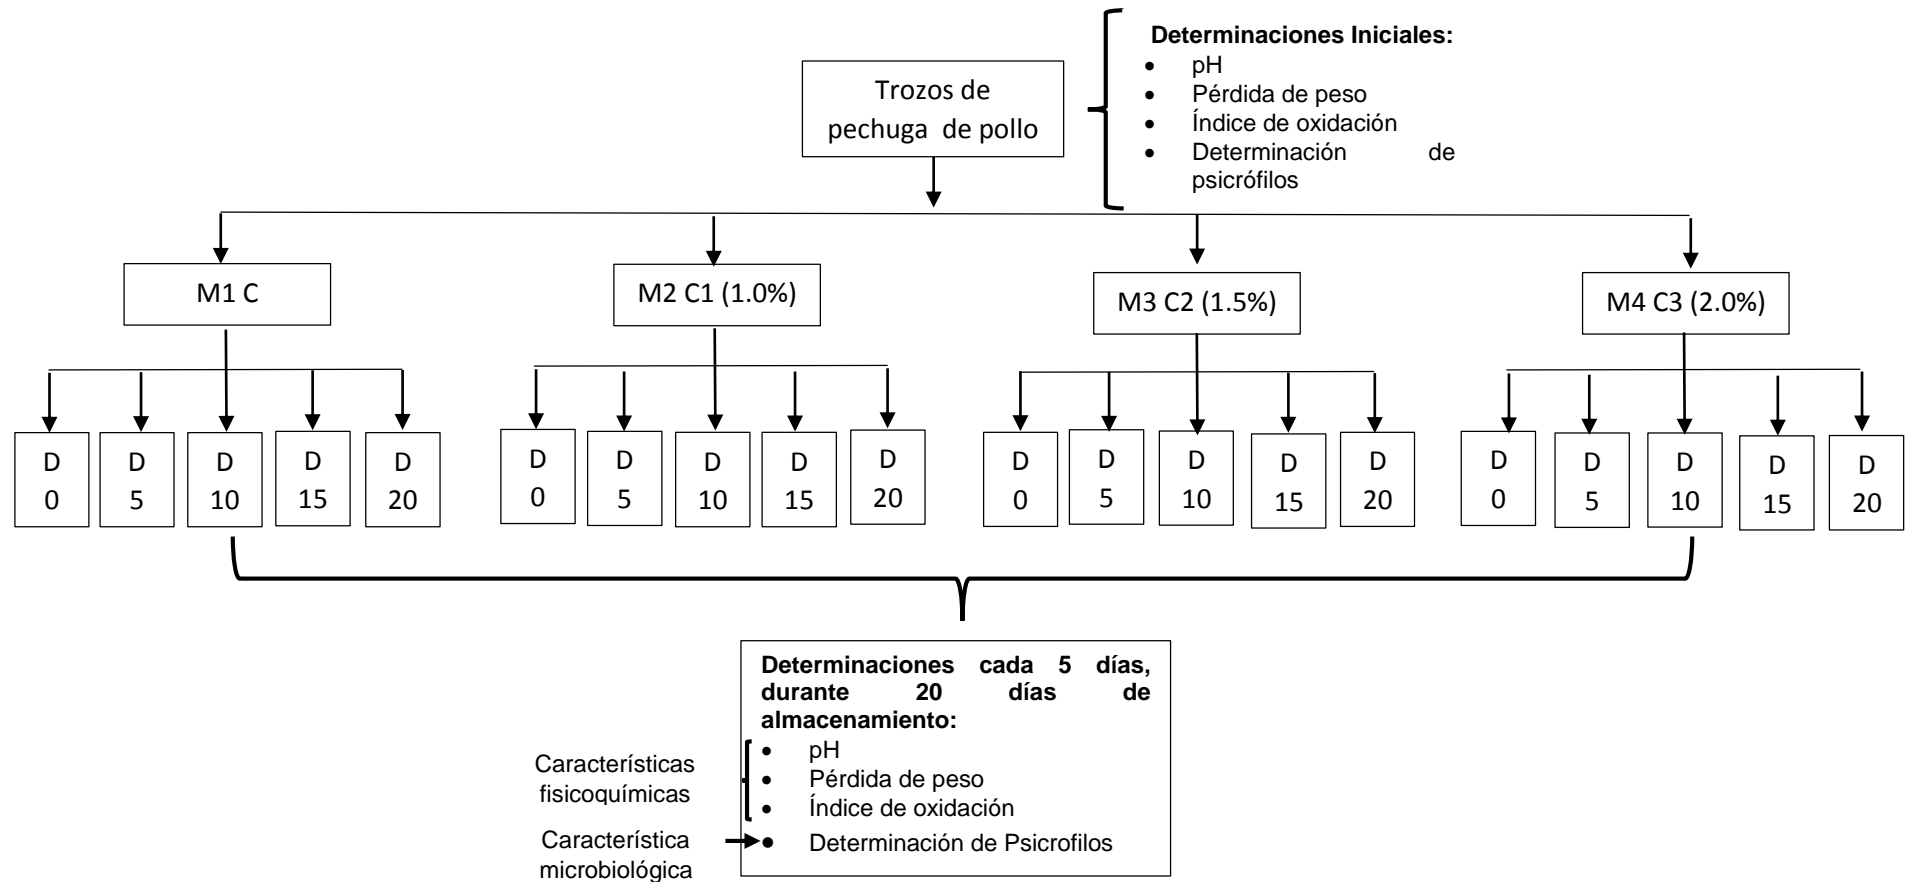 Determinaciones Iniciales:
• pH
• Pérdida de peso
• Índice de oxidación
• Determinación de
psicrófilos
Trozos de
pechuga de pollo
M1 C
M2 C1 (1.0%)
M3 C2 (1.5%)
M4 C3 (2.0%)
D
0
D
5
D
10
D
15
D
20
D
0
D
5
D
10
D
15
D
20
D
0
D
5
D
10
D
15
D
20
D
0
D
5
D
10
D
15
D
20
Determinaciones cada 5 días,
durante 20 días de
almacenamiento:
• pH
• Pérdida de peso
• Índice de oxidación
• Determinación de Psicrofilos
Características
fisicoquímicas
Característica
microbiológica